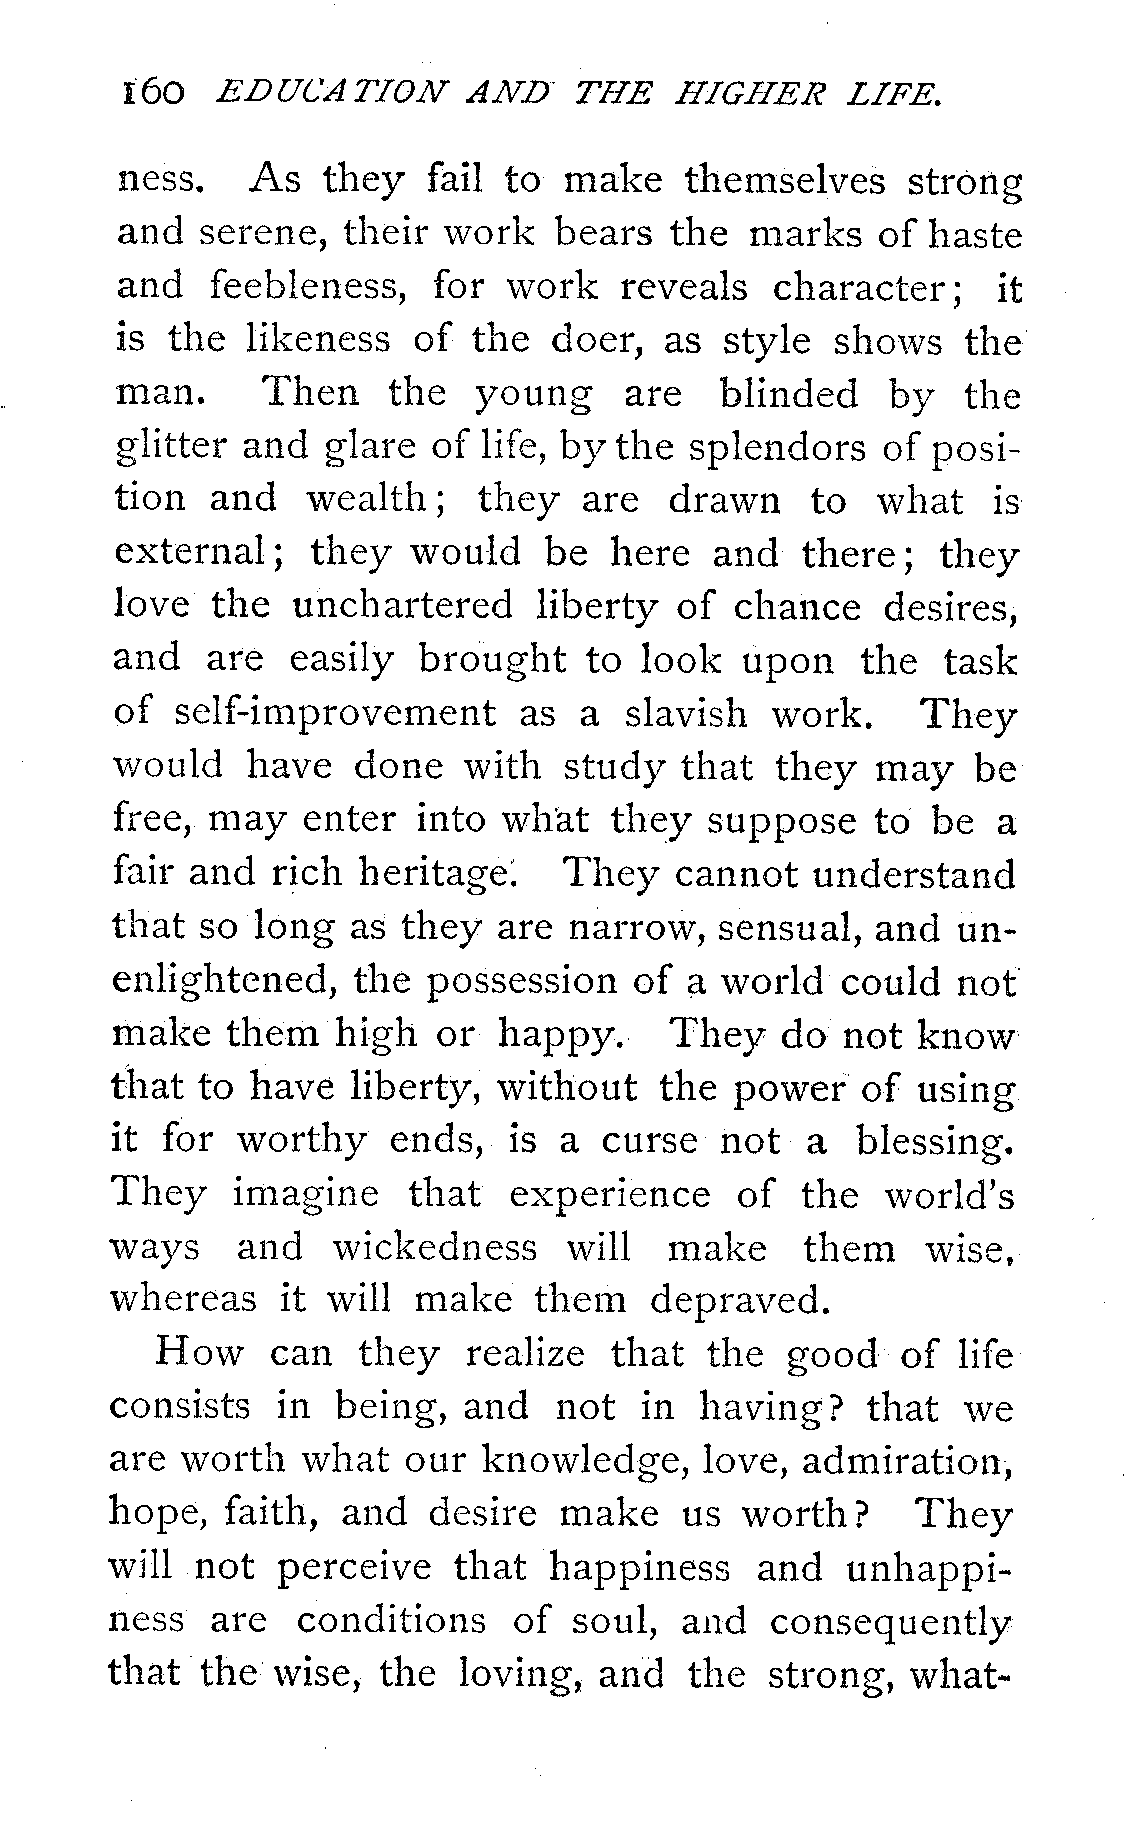 160 EDUCATION AND THE HIGHER LIFE.
ness. As they fail to make themselves strong
and serene, their work bears the marks of haste
and feebleness, for work reveals character; it
is the likeness of the doer, as style shows the
man. Then the young are blinded by the
glitter and glare of life, by the splendors of posi-
tion and wealth; they are drawn to what is
external; they would be here and there; they
love the unchartered liberty of chance desires,
and are easily brought to look upon the task
of self-improvement as a slavish work. They
would have done with study that they may be
free, may enter into what they suppose to be a
fair and rich heritage. They cannot understand
that so long as they are narrow, sensual, and un-
enlightened, the possession of a world could not
make them high or happy. They do not know
that to have liberty, without the power of using
it for worthy ends, is a curse not a blessing.
They imagine that experience of the world's
ways and wickedness will make them wise,
whereas it will make them depraved.
How can they realize that the good of life
consists in being, and not in having? that we
are worth what our knowledge, love, admiration,
hope, faith, and desire make us worth? They
will not perceive that happiness and unhappi-
ness are conditions of soul, and consequently
that the wise, the loving, and the strong, what-